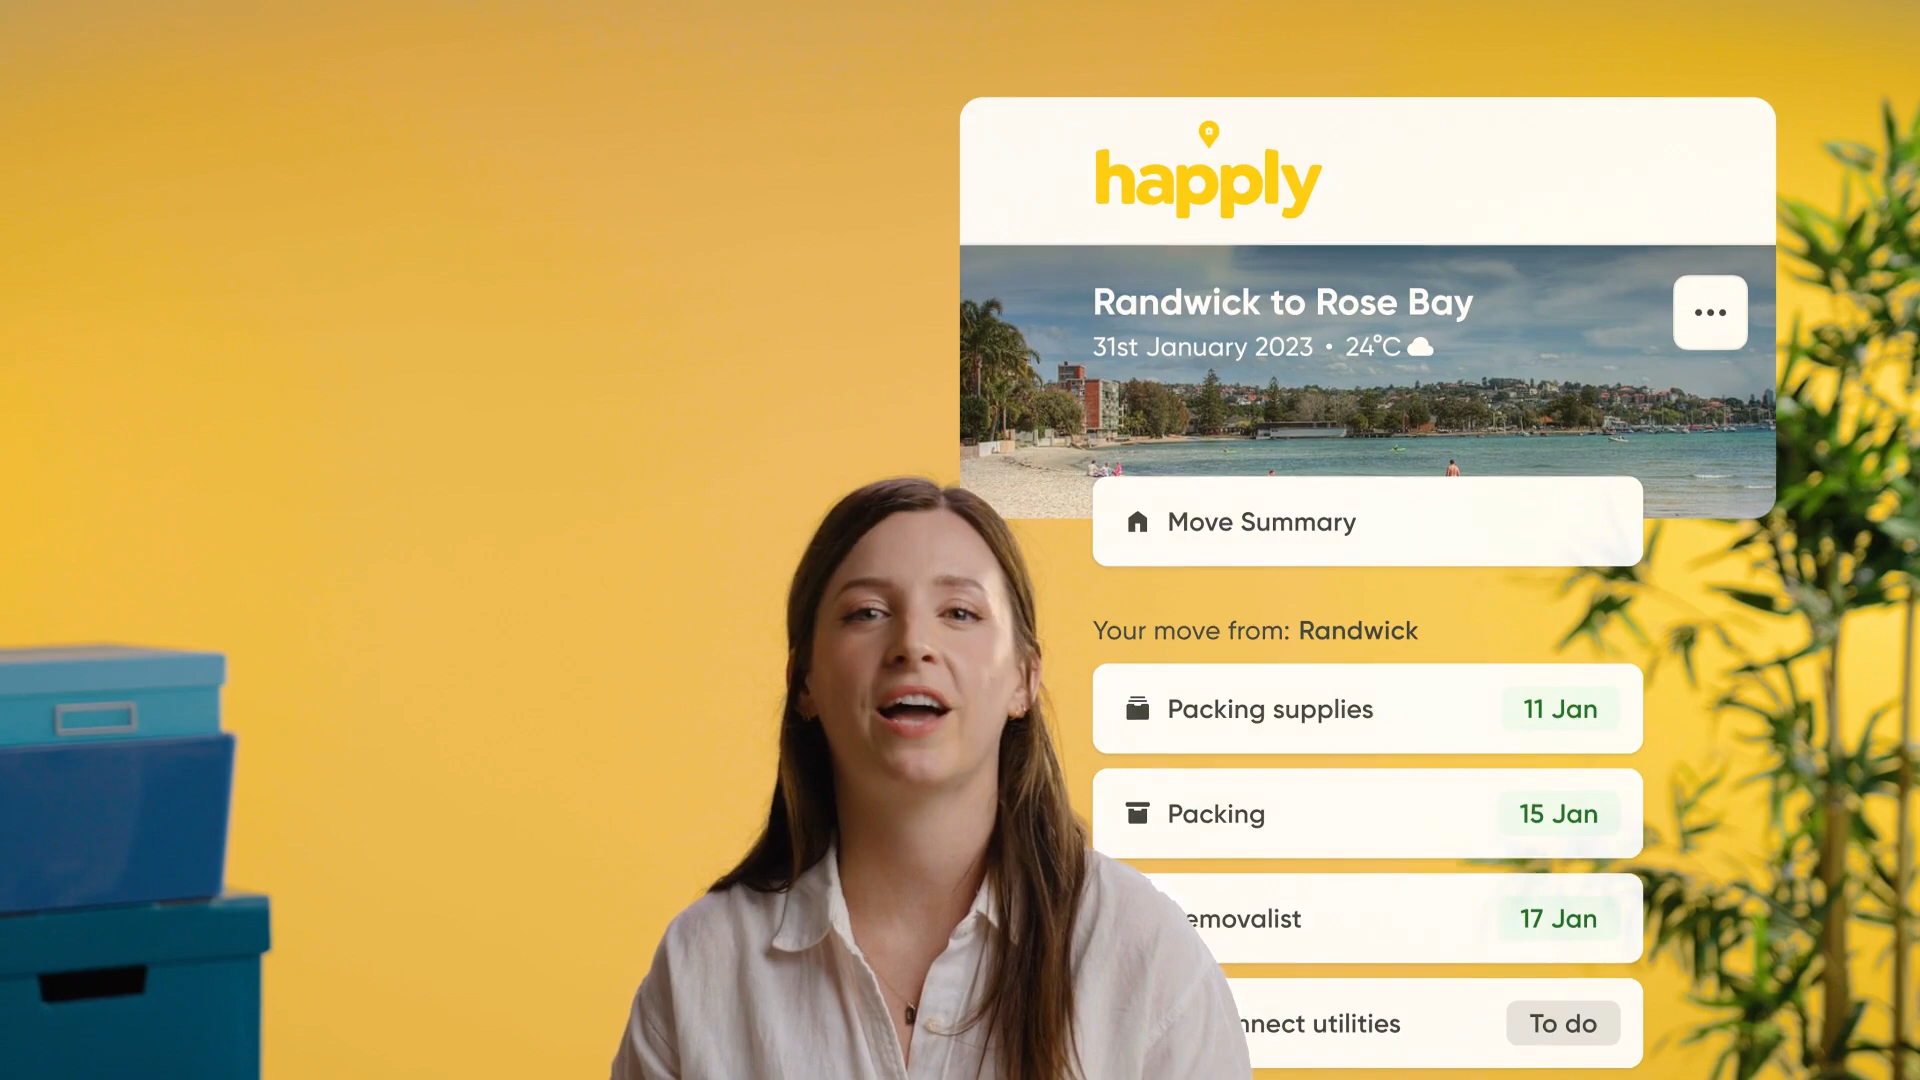 happly
Randwick to Rose Bay
31st January 2023 • 24°C
Move Summary
Your move from: Randwick
Packing supplies
11 Jan
Packing
15 Jan
emovalist
17 Jan
nnect utilities
To do